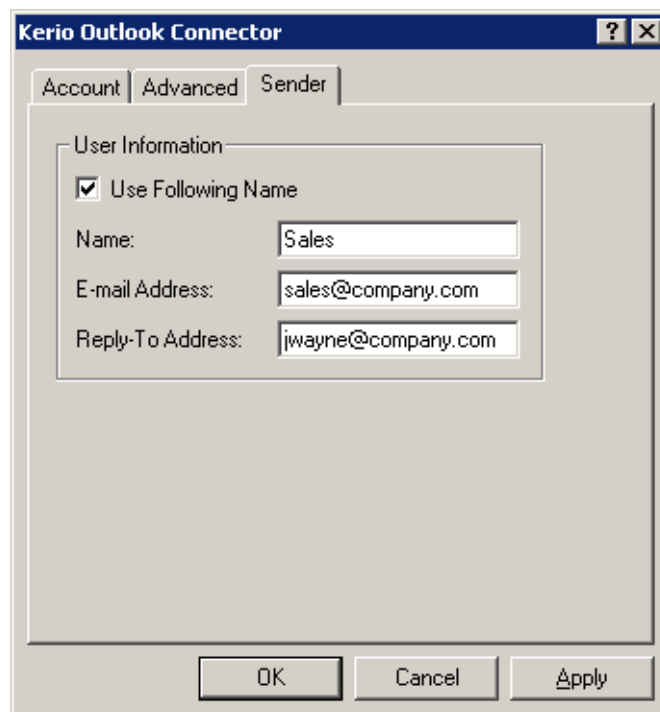 Kerio Outlook Connector
Account Advanced Sender
User Information
Use Following Name
Name: Sales
E-mail Address: sales@company.com
Reply-To Address: jwayne@company.com
OK Cancel Apply